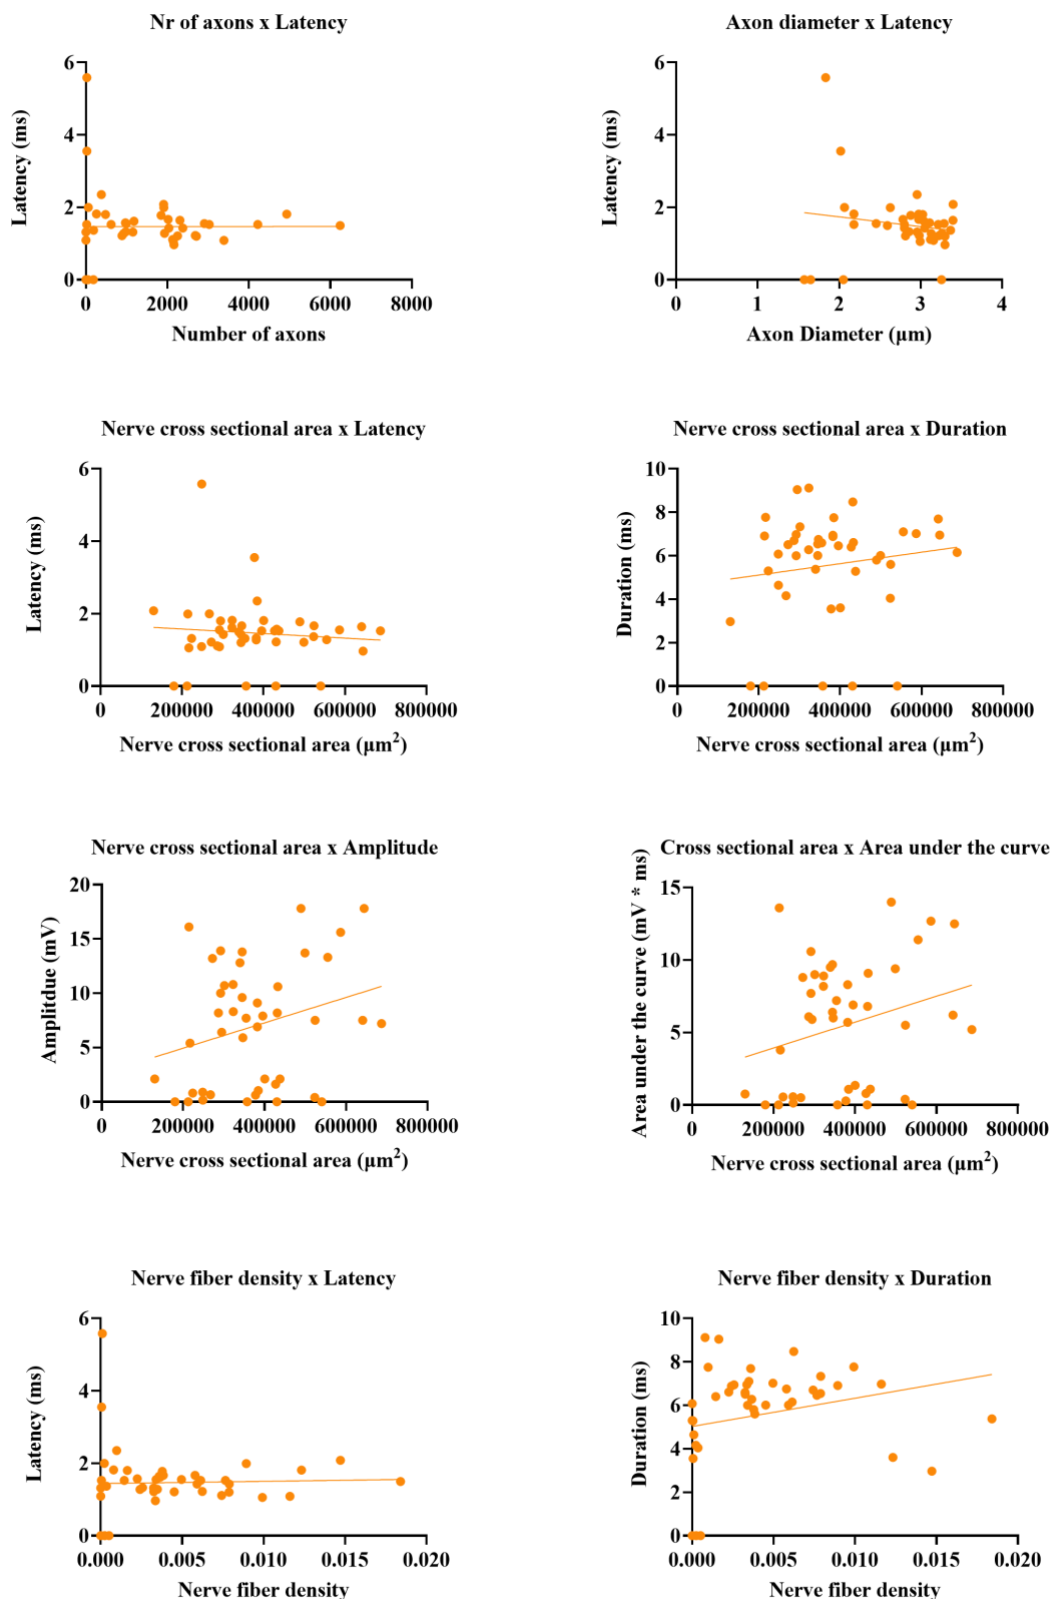 Nr of axons x Latency
Latency (ms)
6
4
2
0
0 2000 4000 6000 8000
Number of axons
Axon diameter x Latency
Latency (ms)
6
4
2
0
0 1 2 3 4
Axon Diameter (µm)
Nerve cross sectional area x Latency
Latency (ms)
6
4
2
0
0 200000 400000 600000 800000
Nerve cross sectional area (µm²)
Nerve cross sectional area x Duration
Duration (ms)
10
8
6
4
2
0
0 200000 400000 600000 800000
Nerve cross sectional area (µm²)
Nerve cross sectional area x Amplitude
Amplitdue (mV)
20
15
10
5
0
0 200000 400000 600000 800000
Nerve cross sectional area (µm²)
Cross sectional area x Area under the curve
Area under the curve (mV * ms)
15
10
5
0
0 200000 400000 600000 800000
Nerve cross sectional area (µm²)
Nerve fiber density x Latency
Latency (ms)
6
4
2
0
0.000 0.005 0.010 0.015 0.020
Nerve fiber density
Nerve fiber density x Duration
Duration (ms)
10
8
6
4
2
0
0.000 0.005 0.010 0.015 0.020
Nerve fiber density